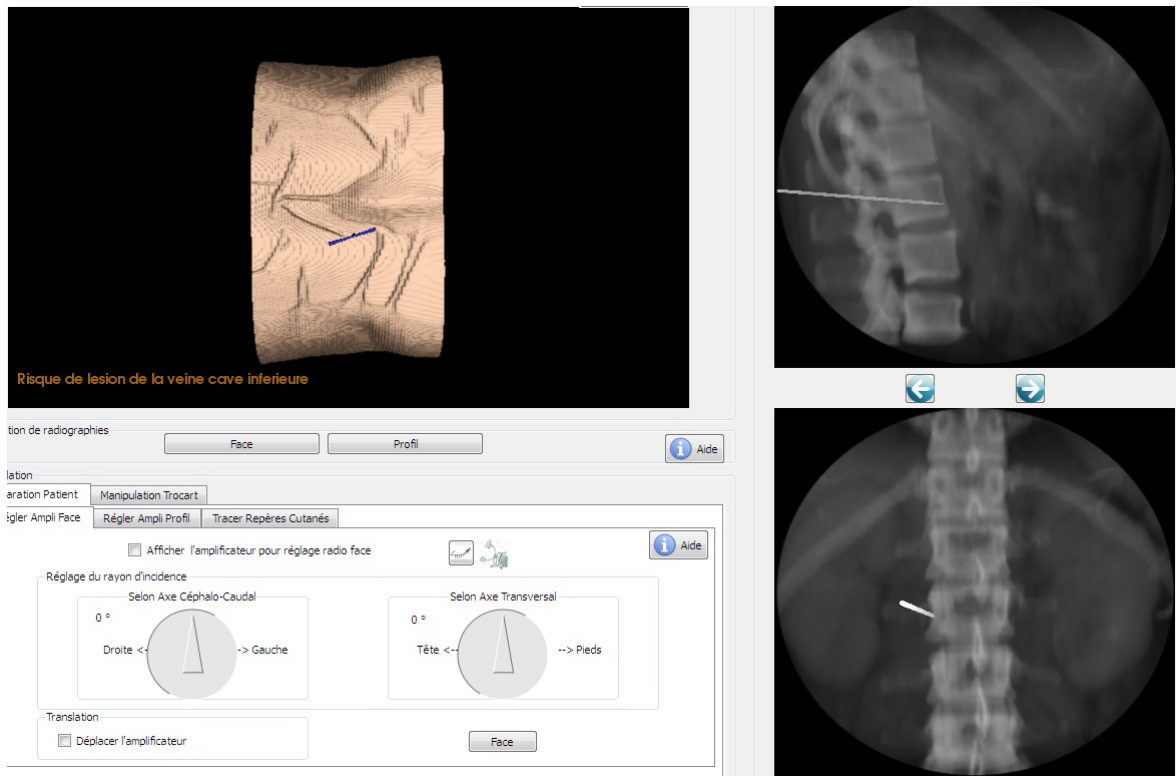 Risque de lesion de la veine cave inferieure
tion de radiographies
Face
Profil
Aide
lation
aration Patient
Manipulation Trocart
égler Ampli Face
Régler Ampli Profil
Tracer Repères Cutanés
Afficher l'amplificateur pour réglage radio face
Aide
Réglage du rayon d'incidence
Selon Axe Céphalo-Caudal
Selon Axe Transversal
0 °
0 °
Droite <--
--> Gauche
Tête <--
--> Pieds
Translation
Déplacer l'amplificateur
Face